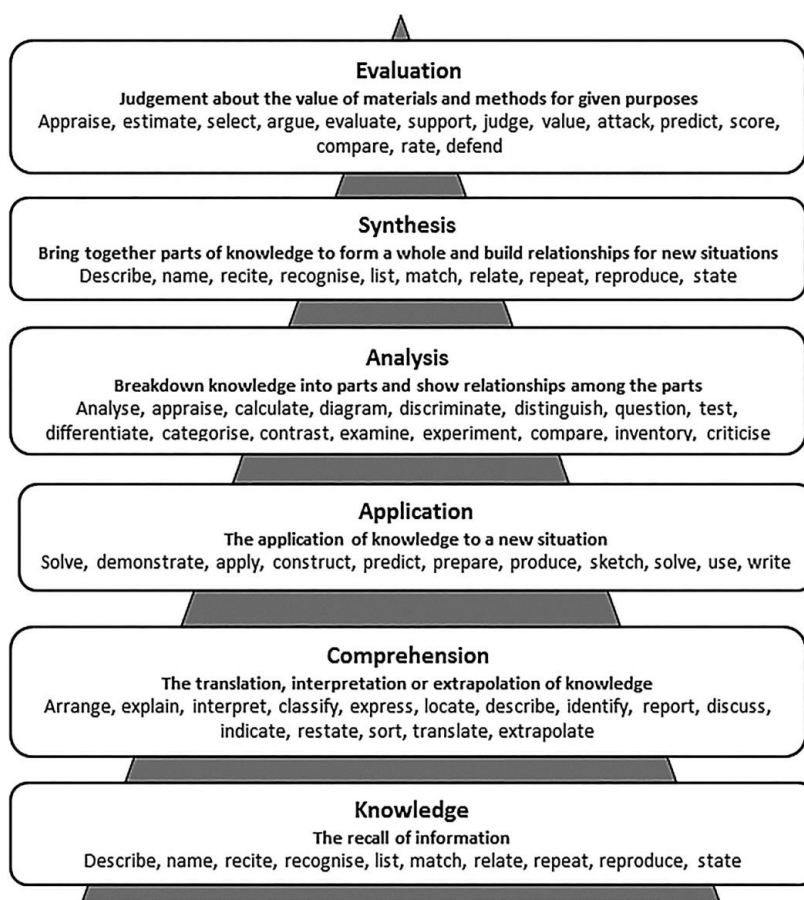 Evaluation
Judgement about the value of materials and methods for given purposes
Appraise, estimate, select, argue, evaluate, support, judge, value, attack, predict, score,
compare, rate, defend
Synthesis
Bring together parts of knowledge to form a whole and build relationships for new situations
Describe, name, recite, recognise, list, match, relate, repeat, reproduce, state
Analysis
Breakdown knowledge into parts and show relationships among the parts
Analyse, appraise, calculate, diagram, discriminate, distinguish, question, test,
differentiate, categorise, contrast, examine, experiment, compare, inventory, criticise
Application
The application of knowledge to a new situation
Solve, demonstrate, apply, construct, predict, prepare, produce, sketch, solve, use, write
Comprehension
The translation, interpretation or extrapolation of knowledge
Arrange, explain, interpret, classify, express, locate, describe, identify, report, discuss,
indicate, restate, sort, translate, extrapolate
Knowledge
The recall of information
Describe, name, recite, recognise, list, match, relate, repeat, reproduce, state